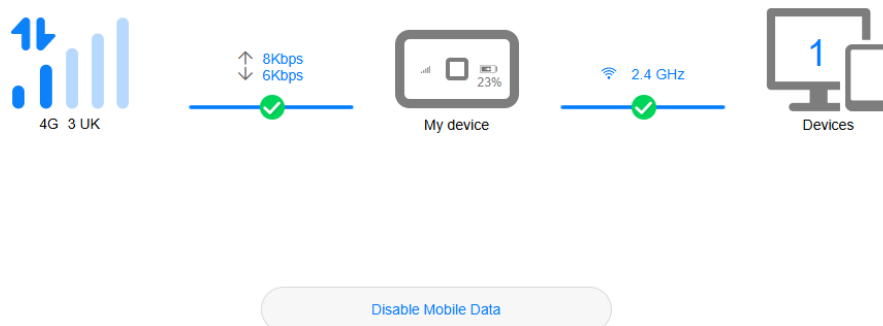 8Kbps
6Kbps
23%
2.4 GHz
1
4G 3 UK
My device
Devices
Disable Mobile Data